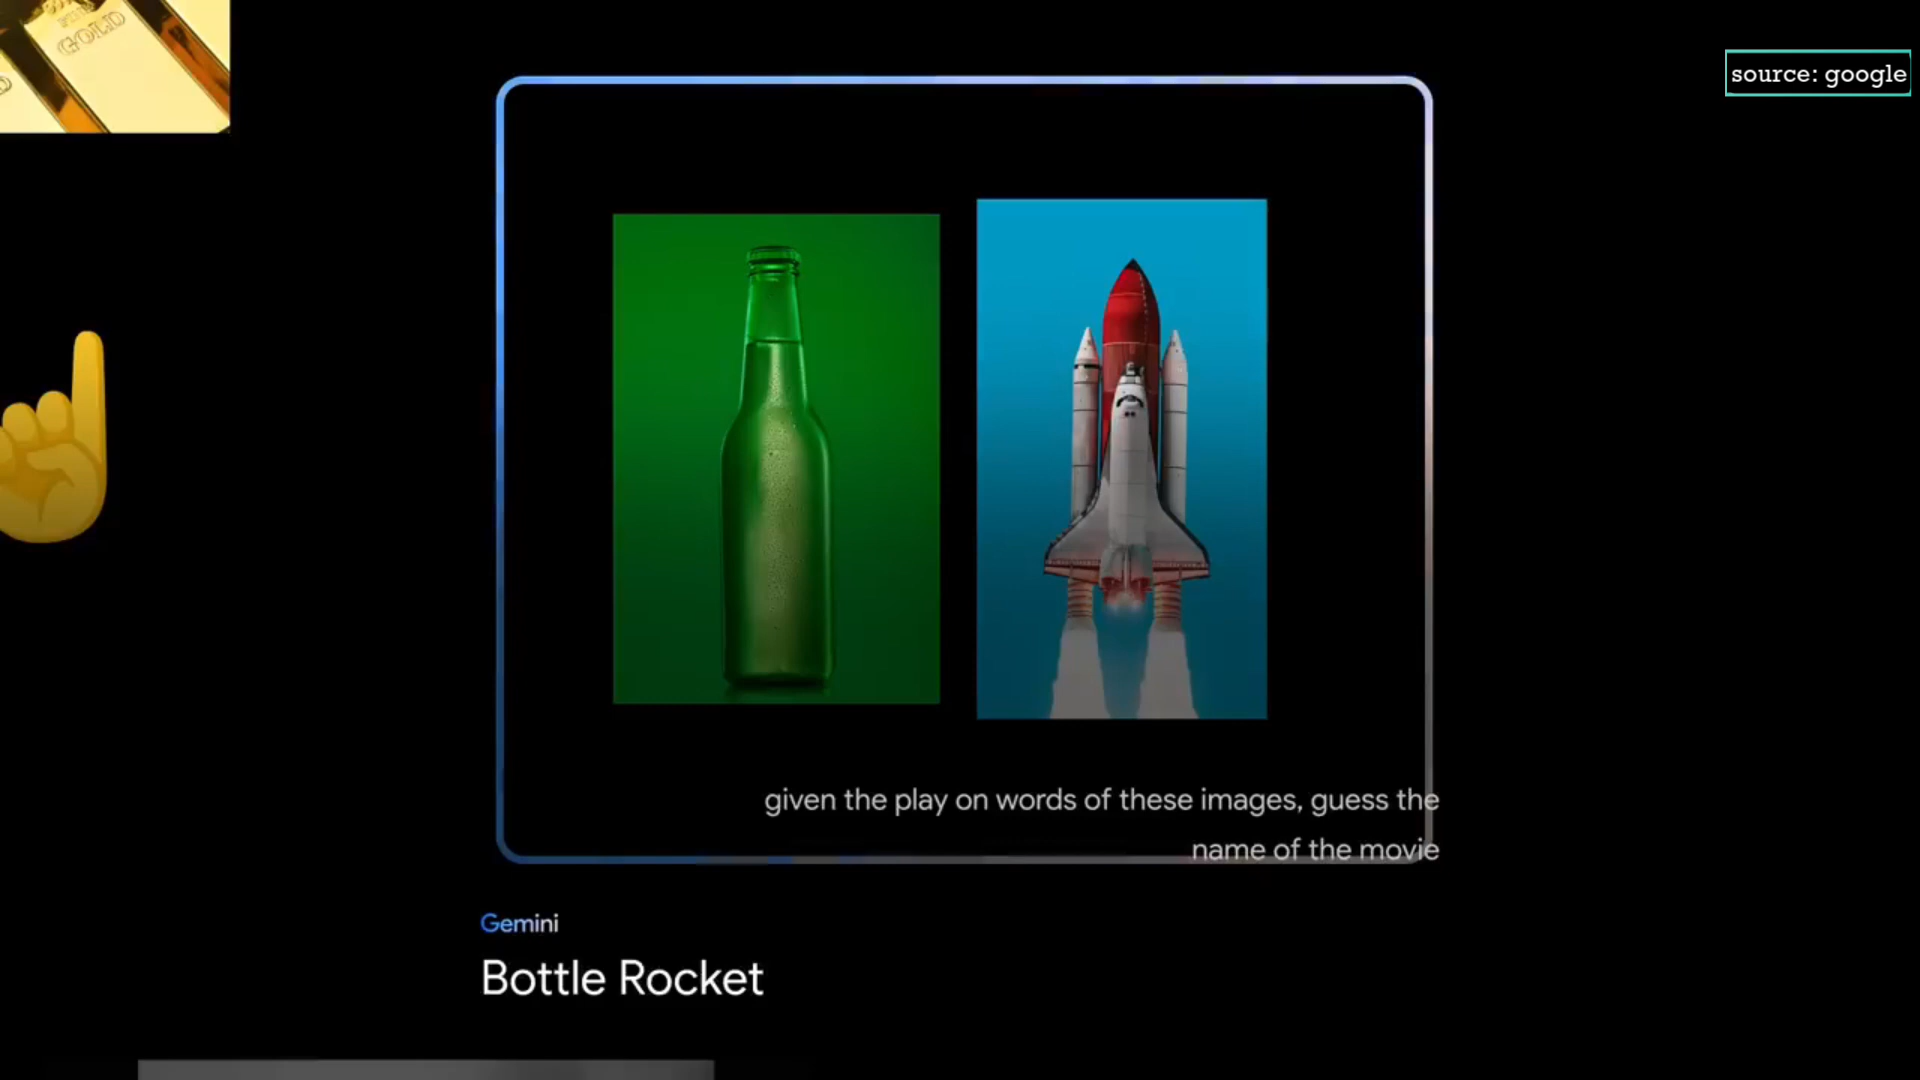 GOLD
source: google
given the play on words of these images, guess the
name of the movie
Gemini
Bottle Rocket